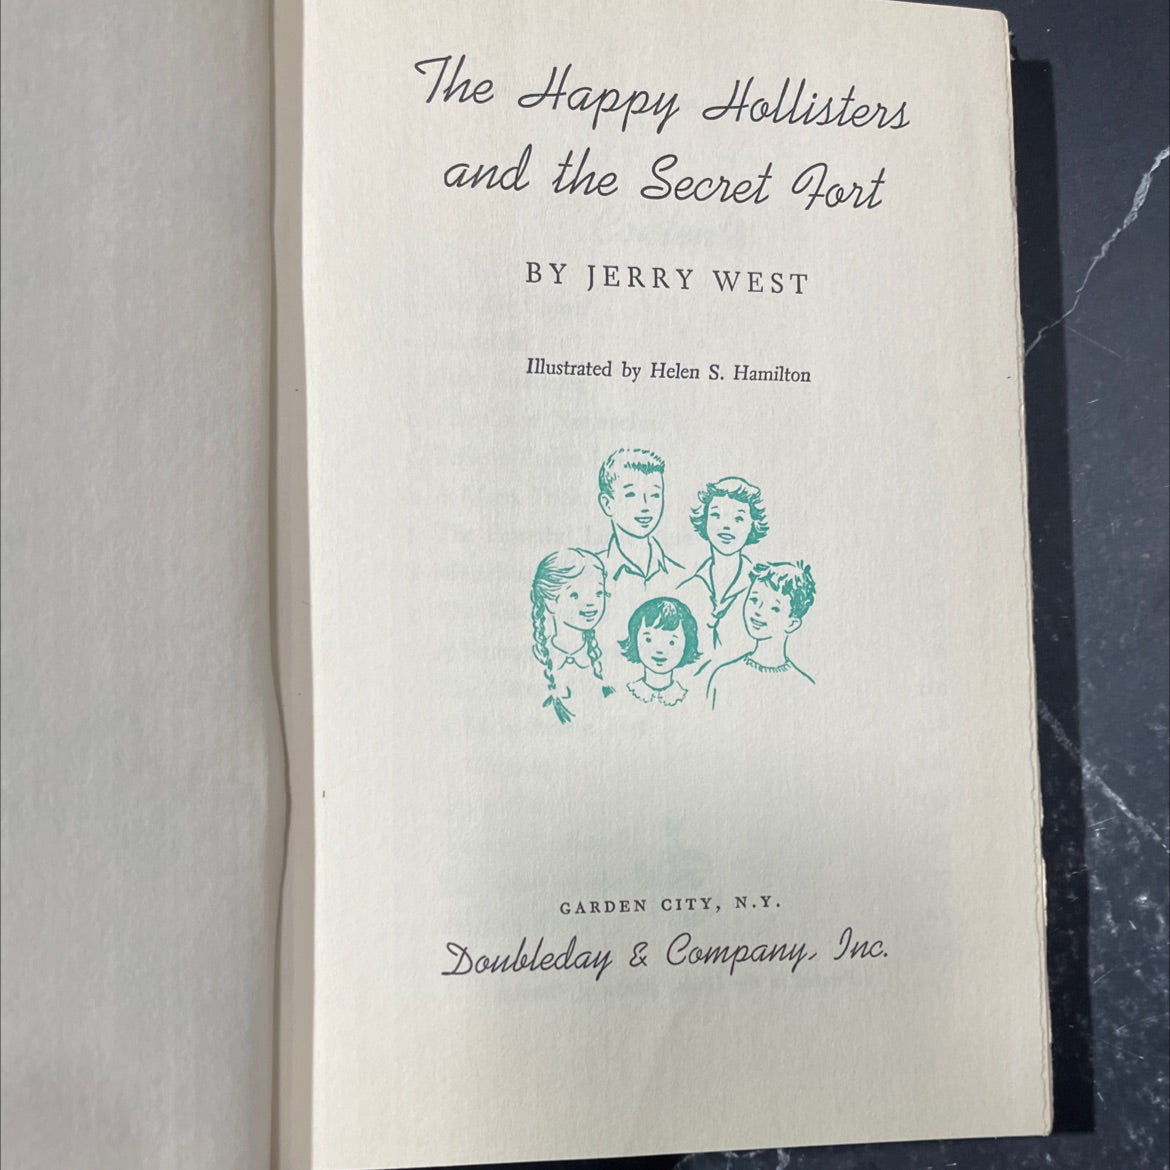 The Happy Hollisters
and the Secret Fort
BY JERRY WEST
Illustrated by Helen S. Hamilton
GARDEN CITY, N.Y.
Doubleday & Company, Inc.